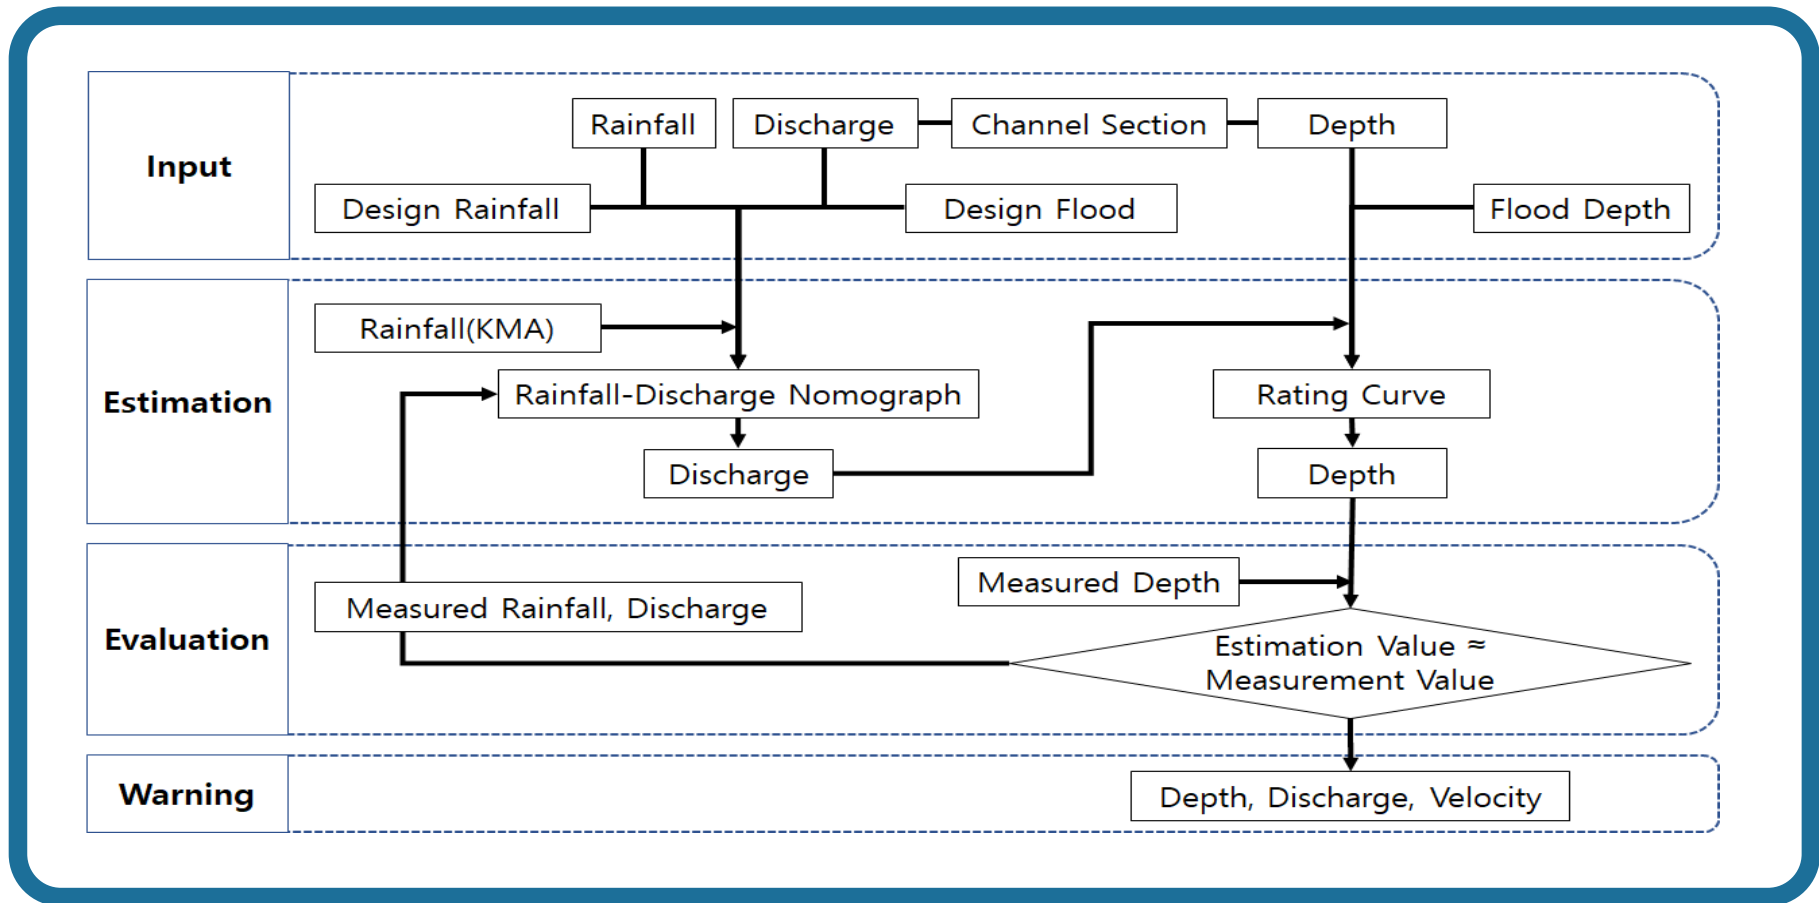 Input
Rainfall
Discharge
Channel Section
Depth
Design Rainfall
Design Flood
Flood Depth
Estimation
Rainfall(KMA)
Rainfall-Discharge Nomograph
Rating Curve
Discharge
Depth
Evaluation
Measured Depth
Measured Rainfall, Discharge
Estimation Value ≈
Measurement Value
Warning
Depth, Discharge, Velocity